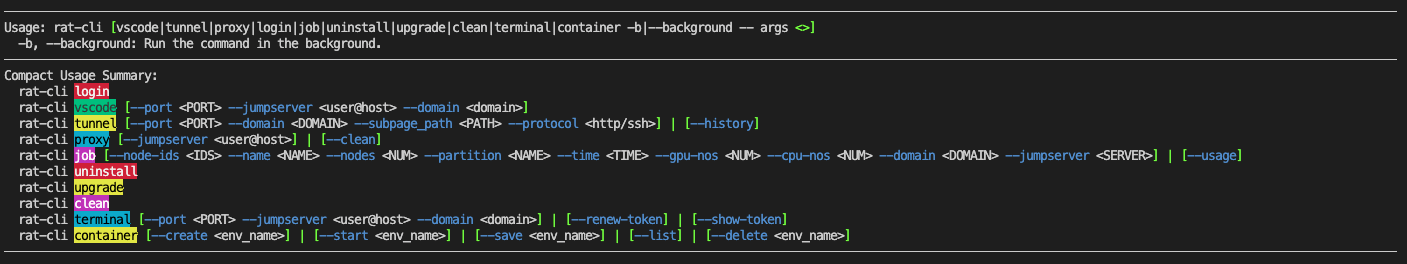 Usage: rat-cli [vscode|tunnel|proxy|login|job|uninstall|upgrade|clean|terminal|container -b|--background -- args <>]
-b, --background: Run the command in the background.
Compact Usage Summary:
rat-cli login
rat-cli vscode [--port <PORT> --jumpserver <user@host> --domain <domain>]
rat-cli tunnel [--port <PORT> --domain <DOMAIN> --subpage_path <PATH> --protocol <http/ssh>] | [--history]
rat-cli proxy [--jumpserver <user@host>] | [--clean]
rat-cli job [--node-ids <IDS> --name <NAME> --nodes <NUM> --partition <NAME> --time <TIME> --gpu-nos <NUM> --cpu-nos <NUM> --domain <DOMAIN> --jumpserver <SERVER>] | [--usage]
rat-cli uninstall
rat-cli upgrade
rat-cli clean
rat-cli terminal [--port <PORT> --jumpserver <user@host> --domain <domain>] | [--renew-token] | [--show-token]
rat-cli container [--create <env_name>] | [--start <env_name>] | [--save <env_name>] | [--list] | [--delete <env_name>]